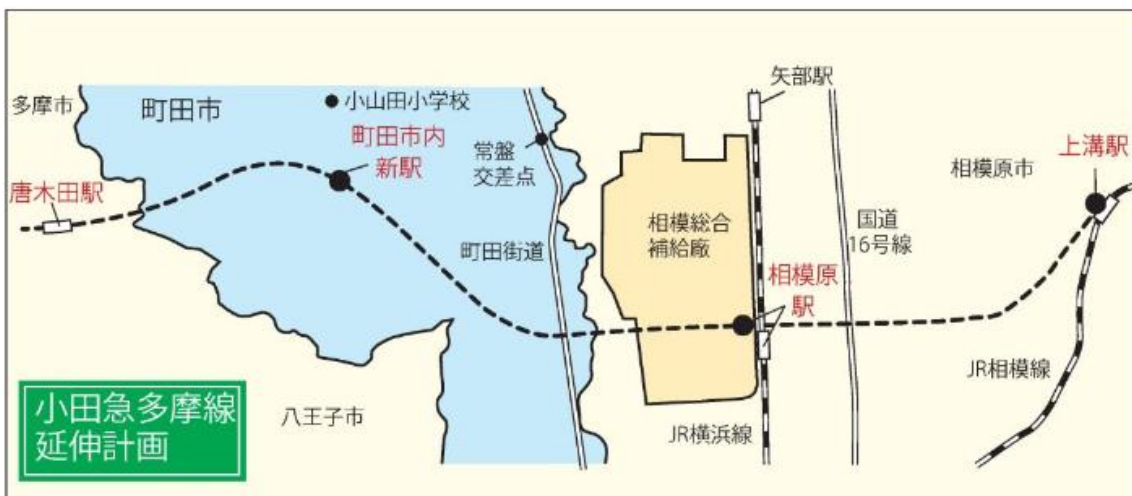 多摩市
町田市
小山田小学校
町田市内
新駅
常盤
交差点
矢部駅
唐木田駅
町田街道
相模総合
補給廠
国道
16号線
相模原市
上溝駅
相模原
駅
JR横浜線
JR相模線
八王子市
小田急多摩線
延伸計画